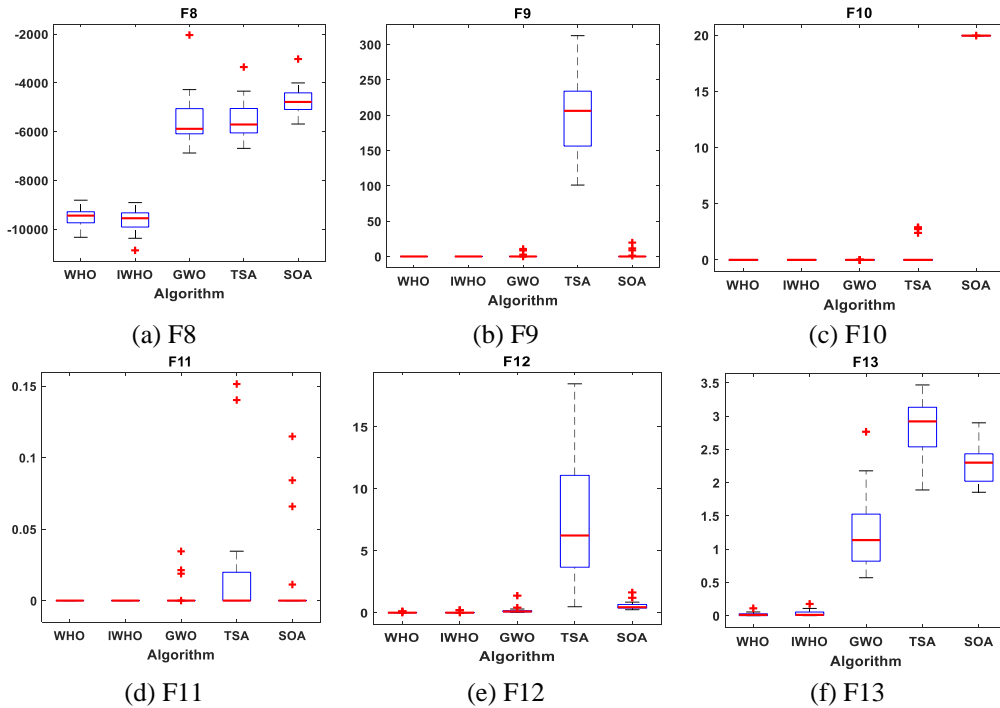 F8
-2000
-4000
-6000
-8000
-10000
WHO IWHO GWO TSA SOA
Algorithm
(a) F8
F9
300
250
200
150
100
50
0
WHO IWHO GWO TSA SOA
Algorithm
(b) F9
F10
20
15
10
5
0
WHO IWHO GWO TSA SOA
Algorithm
(c) F10
F11
0.15
0.1
0.05
0
WHO IWHO GWO TSA SOA
Algorithm
(d) F11
F12
15
10
5
0
WHO IWHO GWO TSA SOA
Algorithm
(e) F12
F13
3.5
3
2.5
2
1.5
1
0.5
0
WHO IWHO GWO TSA SOA
Algorithm
(f) F13